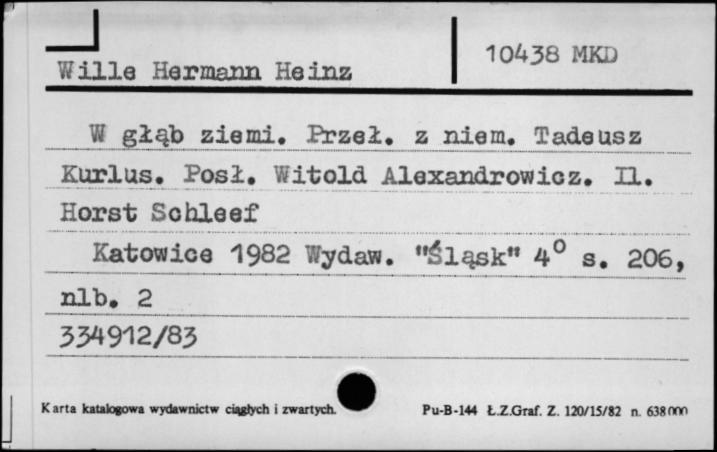 Wille Hermann Heinz
10438 MKD
W głąb ziemi. Przeł. z niem. Tadeusz
Kurlus. Posł. Witold Alexandrowicz. Il.
Horst Schleef
Katowice 1982 Wydaw. "Śląsk" 4° s. 206,
nlb. 2
334912/83
Karta katalogowa wydawnictw ciągłych i zwartych.
Pu-B-144 Ł.Z.Graf. Z. 120/15/82 n. 638000